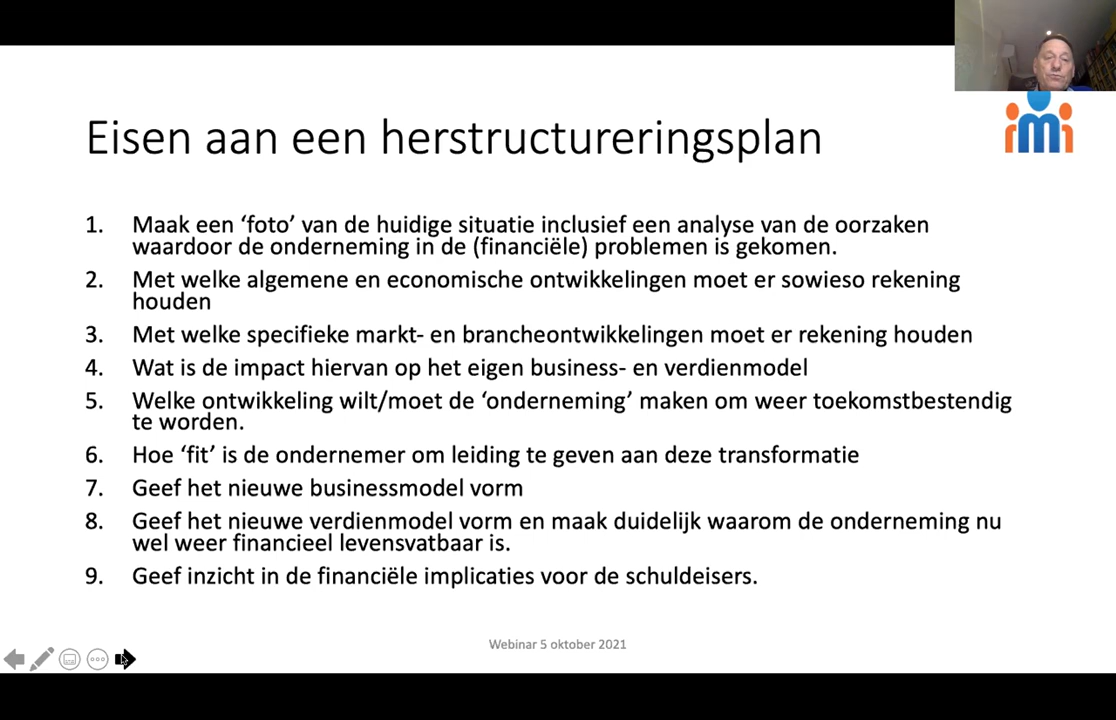 Eisen aan een herstructureringsplan
1. Maak een ‘foto’ van de huidige situatie inclusief een analyse van de oorzaken
waardoor de onderneming in de (financiële) problemen is gekomen.
2. Met welke algemene en economische ontwikkelingen moet er sowieso rekening
houden
3. Met welke specifieke markt- en brancheontwikkelingen moet er rekening houden
4. Wat is de impact hiervan op het eigen business- en verdienmodel
5. Welke ontwikkeling wilt/moet de ‘onderneming’ maken om weer toekomstbestendig
te worden.
6. Hoe ‘fit’ is de ondernemer om leiding te geven aan deze transformatie
7. Geef het nieuwe businessmodel vorm
8. Geef het nieuwe verdienmodel vorm en maak duidelijk waarom de onderneming nu
wel weer financieel levensvatbaar is.
9. Geef inzicht in de financiële implicaties voor de schuldeisers.
Webinar 5 oktober 2021
imi